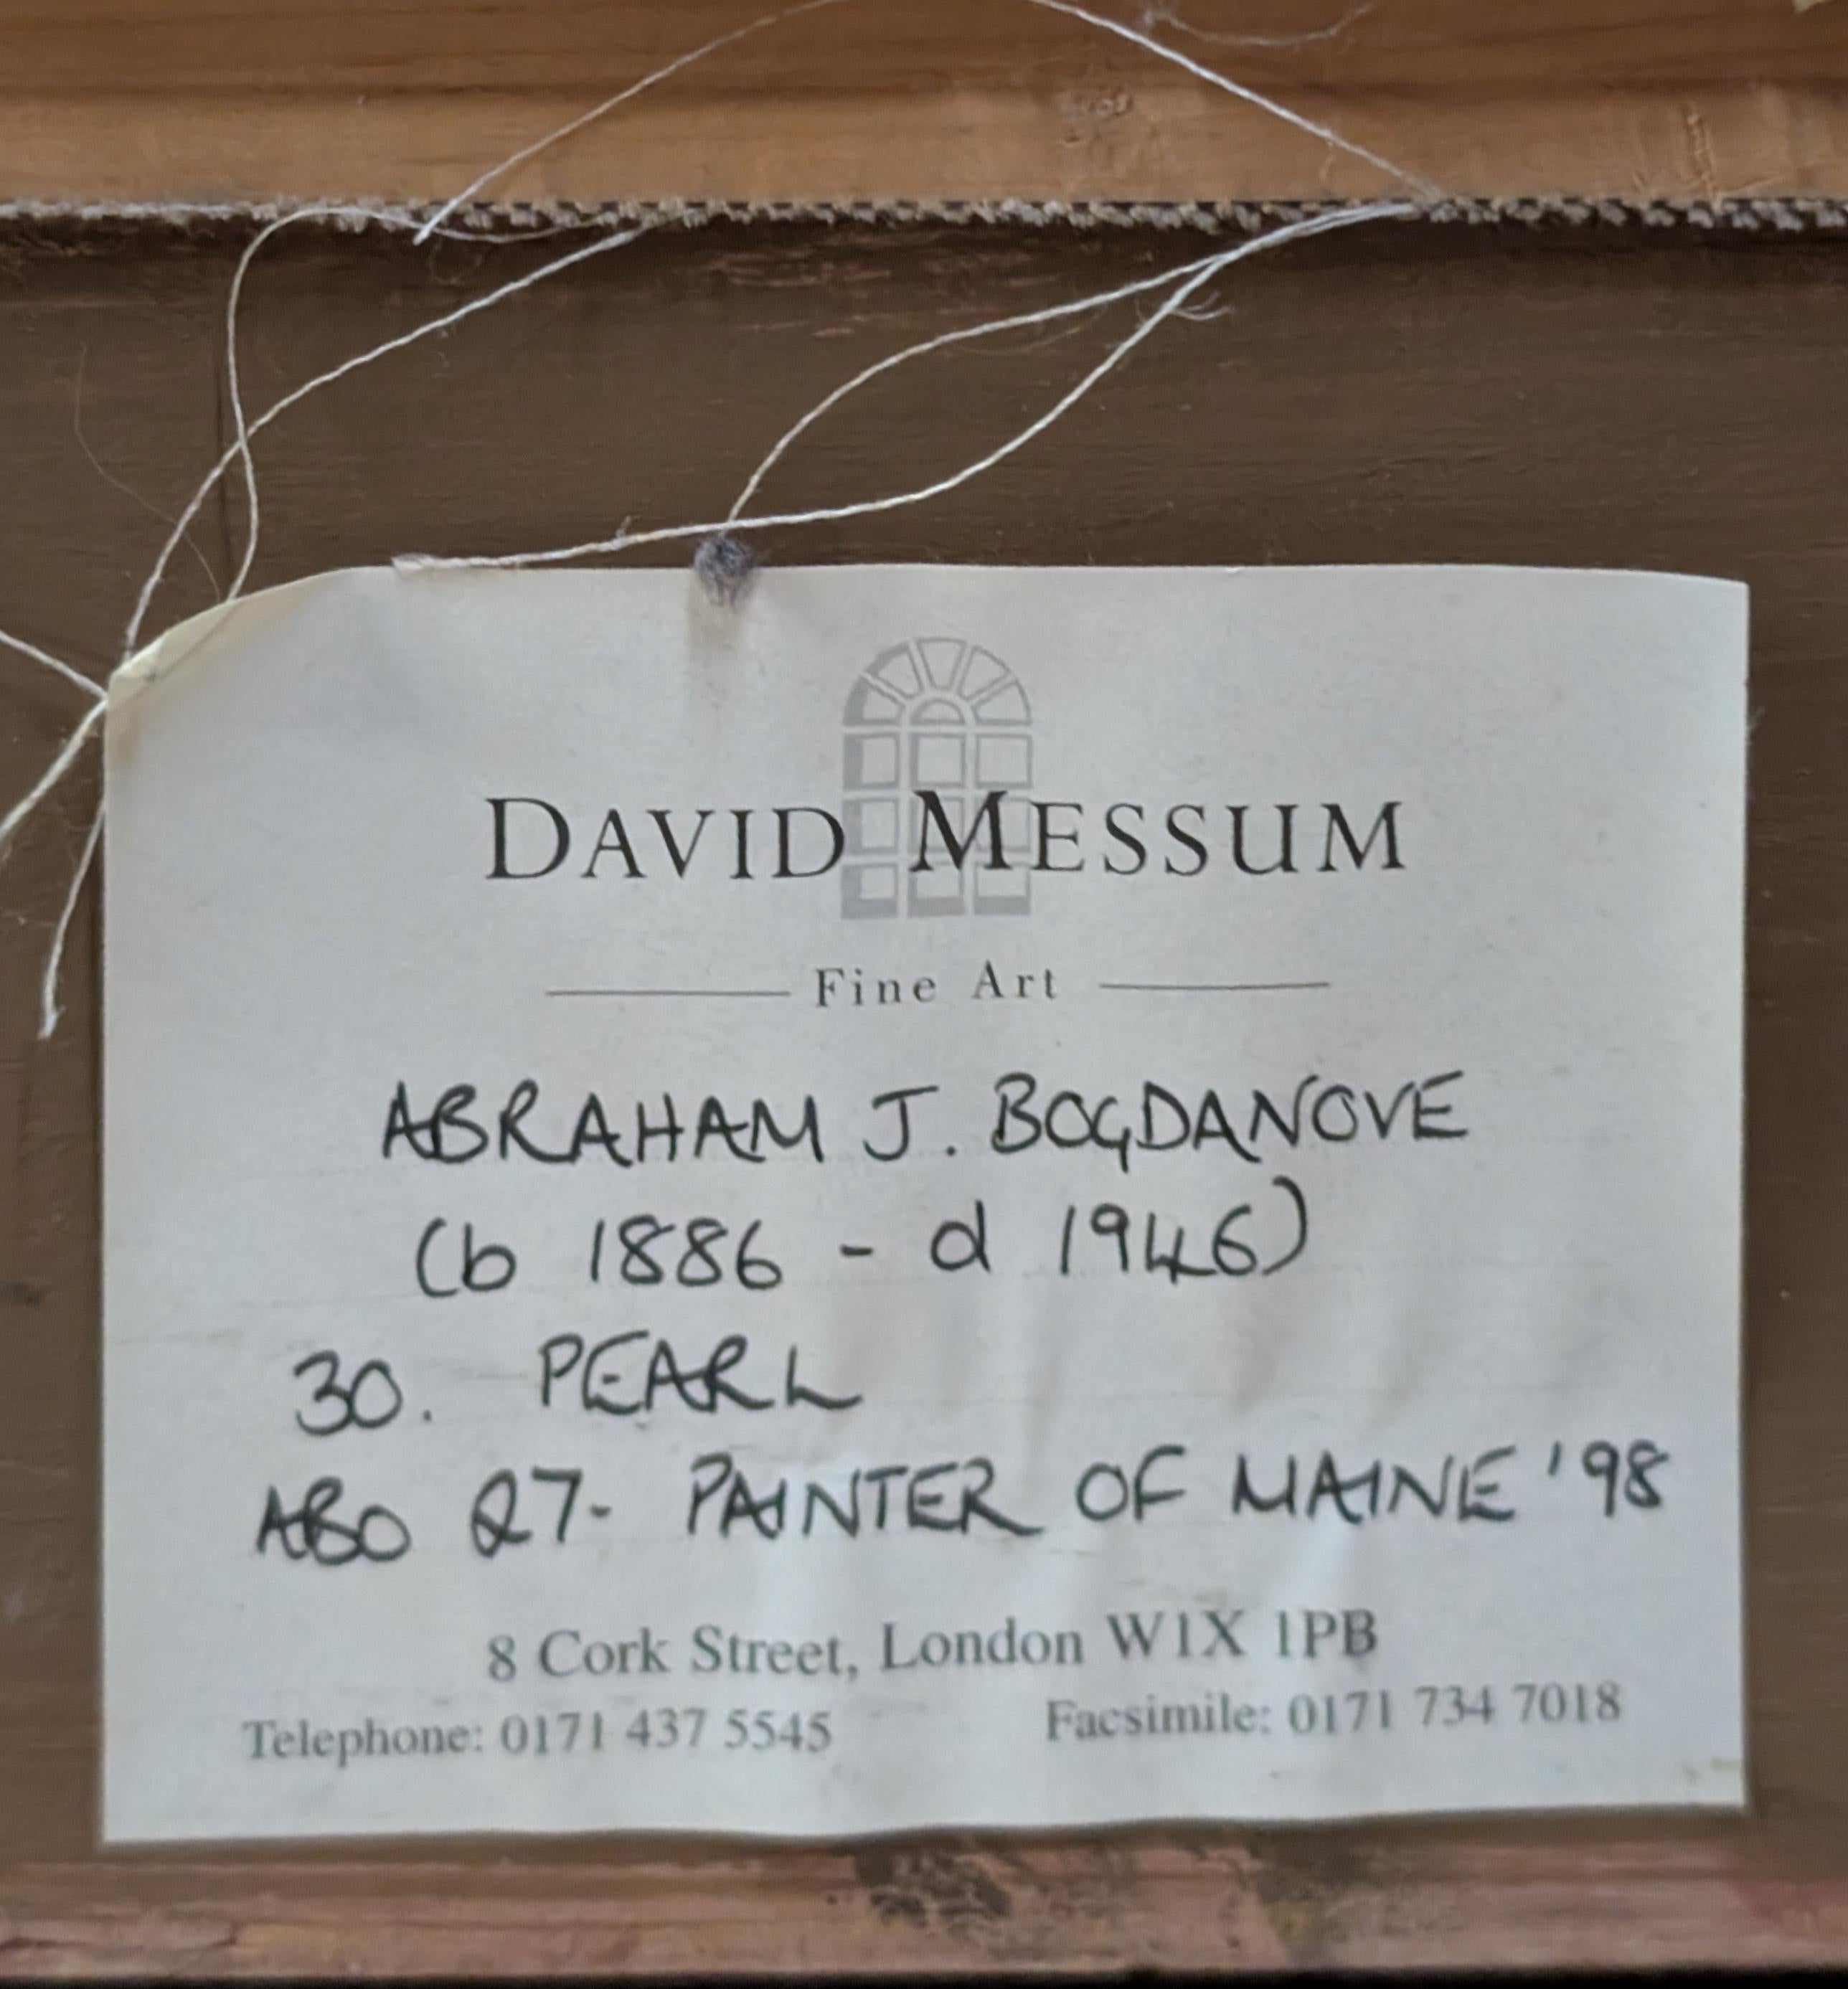 DAVID MESSUM
Fine Art
ABRAHAM J. BOGDANOVE
(b 1886 - d 1946)
30. PEARL
ABO 27- PAINTER OF MAINE '98
8 Cork Street, London W1X 1PB
Telephone: 0171 437 5545 Facsimile: 0171 734 7018